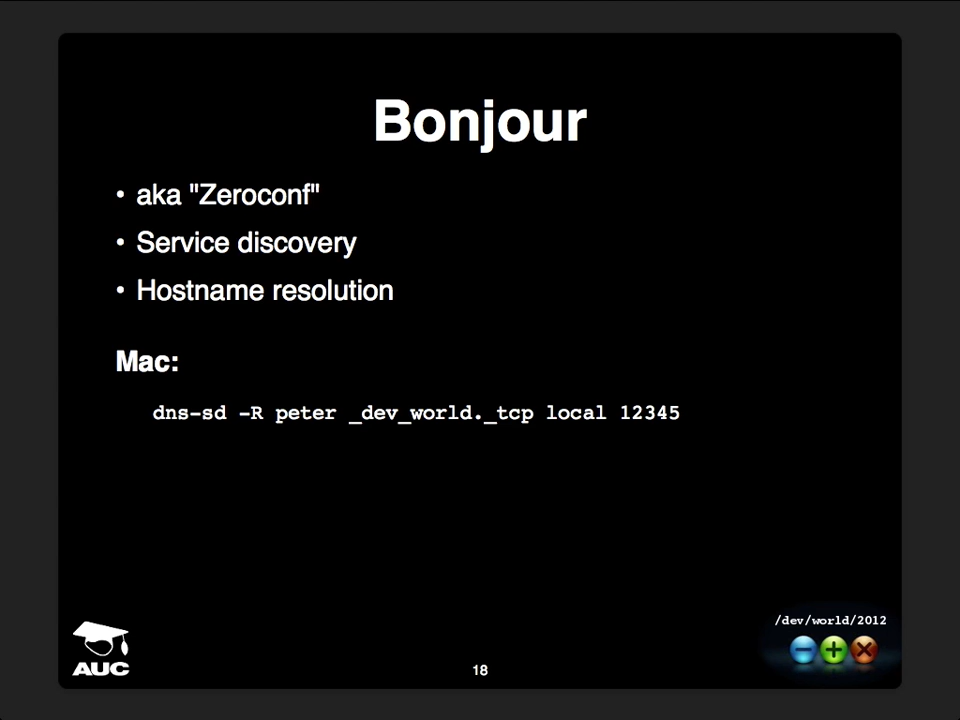 Bonjour
• aka "Zeroconf"
• Service discovery
• Hostname resolution
Mac:
dns-sd -R peter _dev_world._tcp local 12345
/dev/world/2012
AUC
18